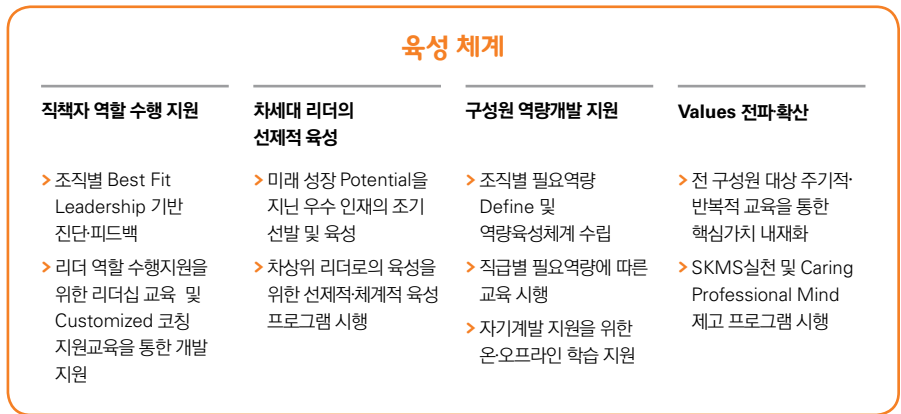 육성 체계
직책자 역할 수행 지원
> 조직별 Best Fit
Leadership 기반
진단·피드백
> 리더 역할 수행지원을
위한 리더십 교육 및
Customized 코칭
지원교육을 통한 개발
지원
차세대 리더의
선제적 육성
> 미래 성장 Potential을
지닌 우수 인재의 조기
선발 및 육성
> 차상위 리더로의 육성을
위한 선제적·체계적 육성
프로그램 시행
구성원 역량개발 지원
> 조직별 필요역량
Define 및
역량육성체계 수립
> 직급별 필요역량에 따른
교육 시행
> 자기계발 지원을 위한
온·오프라인 학습 지원
Values 전파·확산
> 전 구성원 대상 주기적·
반복적 교육을 통한
핵심가치 내재화
> SKMS실천 및 Caring
Professional Mind
제고 프로그램 시행